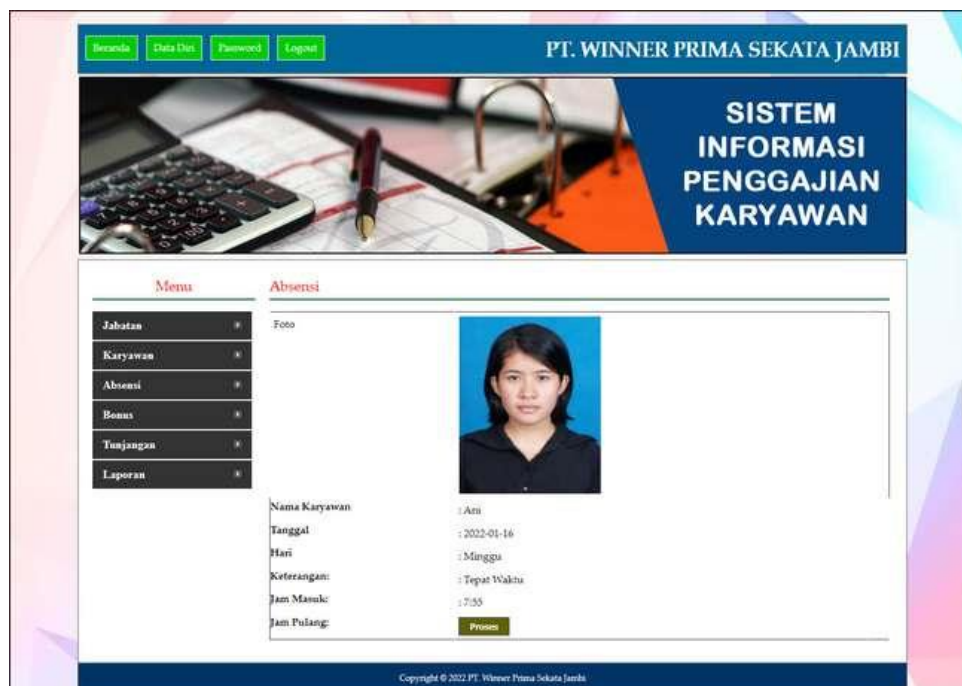 Beranda Data Diri Password Logout
PT. WINNER PRIMA SEKATA JAMBI
SISTEM
INFORMASI
PENGGAJIAN
KARYAWAN
Menu
Jabatan
Karyawan
Absensi
Bonus
Tunjangan
Laporan
Absensi
Foto
Nama Karyawan : Ani
Tanggal : 2022-01-16
Hari : Minggu
Keterangan: : Tepat Waktu
Jam Masuk: : 7:55
Jam Pulang: Proses
Copyright © 2022 PT. Winner Prima Sekata Jambi